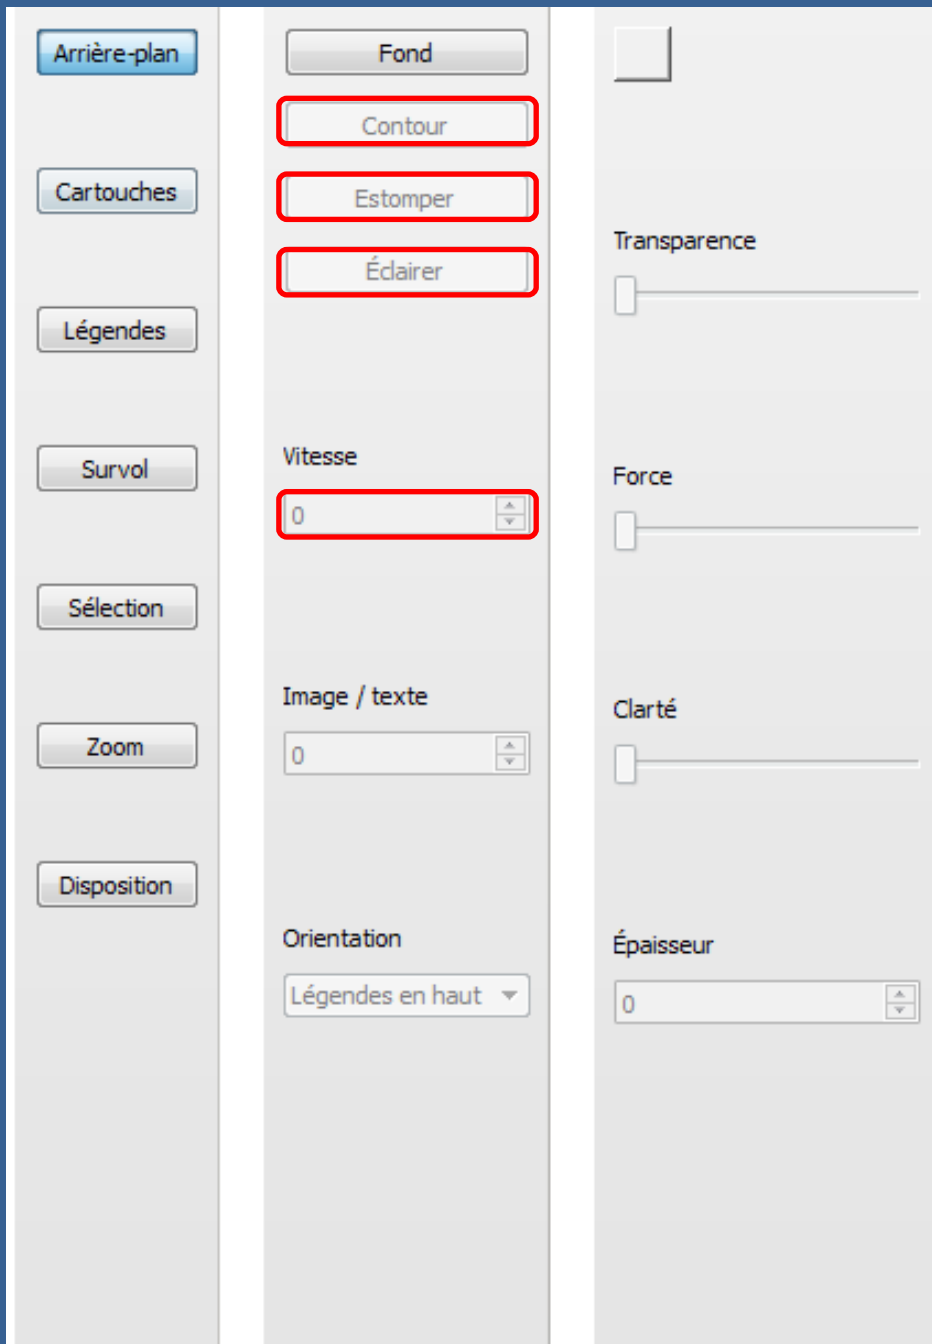 Arrière-plan
Cartouches
Légendes
Survol
Sélection
Zoom
Disposition
Fond
Contour
Estomper
Éclairer
Vitesse
0
Image / texte
0
Orientation
Légendes en haut
Transparence
Force
Clarté
Épaisseur
0